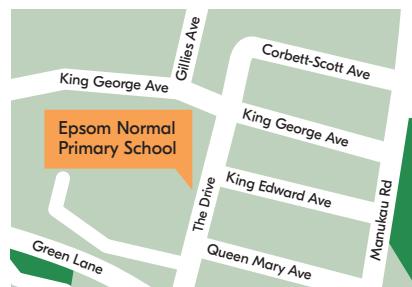 Gillies Ave
Corbett-Scott Ave
King George Ave
King George Ave
Epsom Normal
Primary School
King Edward Ave
The Drive
Manukau Rd
Green Lane
Queen Mary Ave